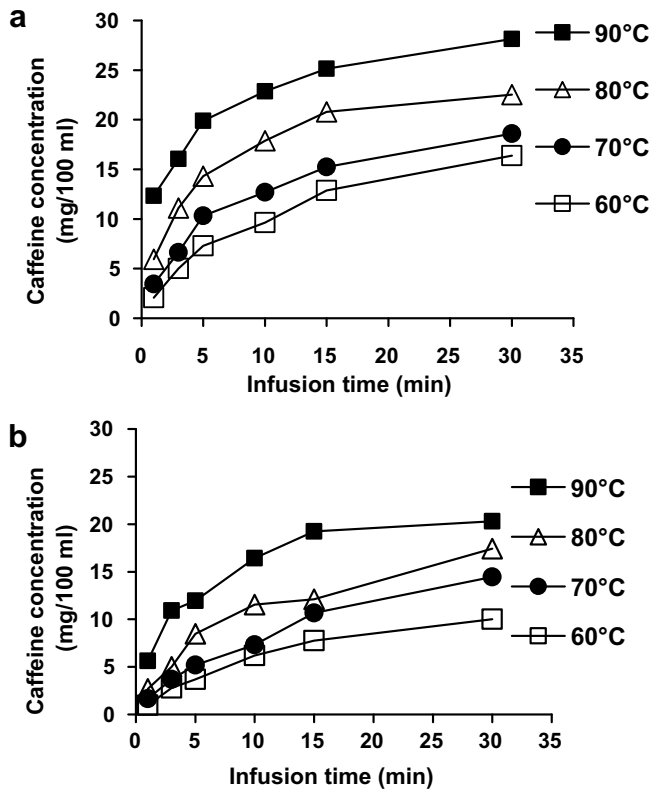 a
Caffeine concentration
(mg/100 ml)
30
25
20
15
10
5
0
0 5 10 15 20 25 30 35
Infusion time (min)
90°C
80°C
70°C
60°C
b
Caffeine concentration
(mg/100 ml)
30
25
20
15
10
5
0
0 5 10 15 20 25 30 35
Infusion time (min)
90°C
80°C
70°C
60°C